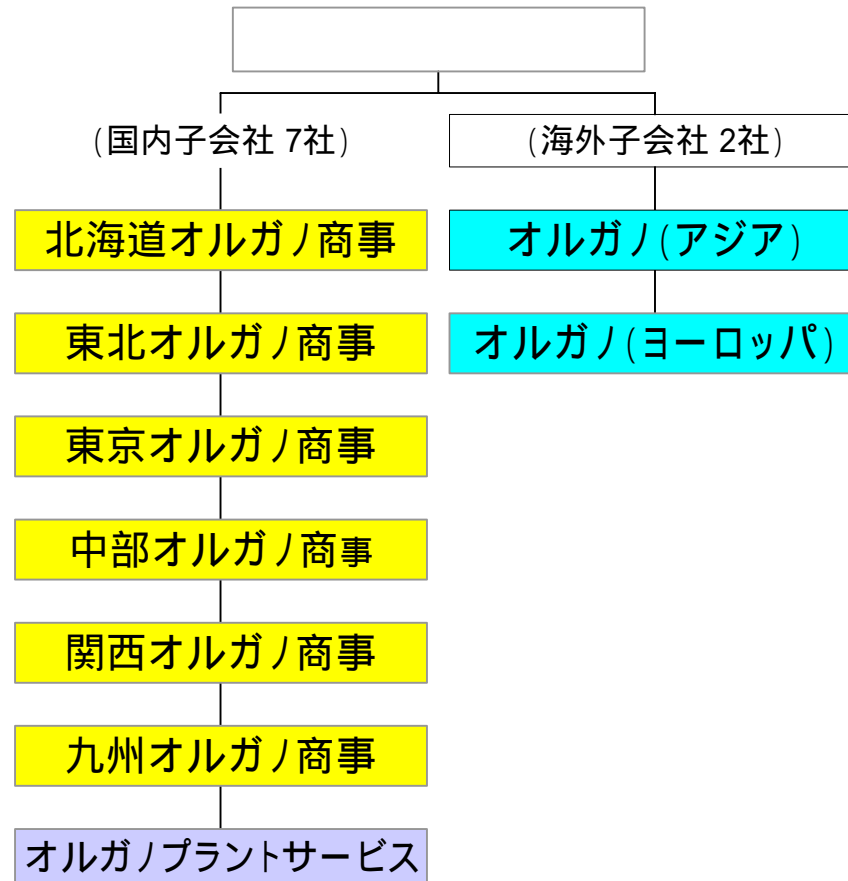 (国内子会社 7社)
(海外子会社 2社)
北海道オルガノ商事
オルガノ(アジア)
東北オルガノ商事
オルガノ(ヨーロッパ)
東京オルガノ商事
中部オルガノ商事
関西オルガノ商事
九州オルガノ商事
オルガノプラントサービス